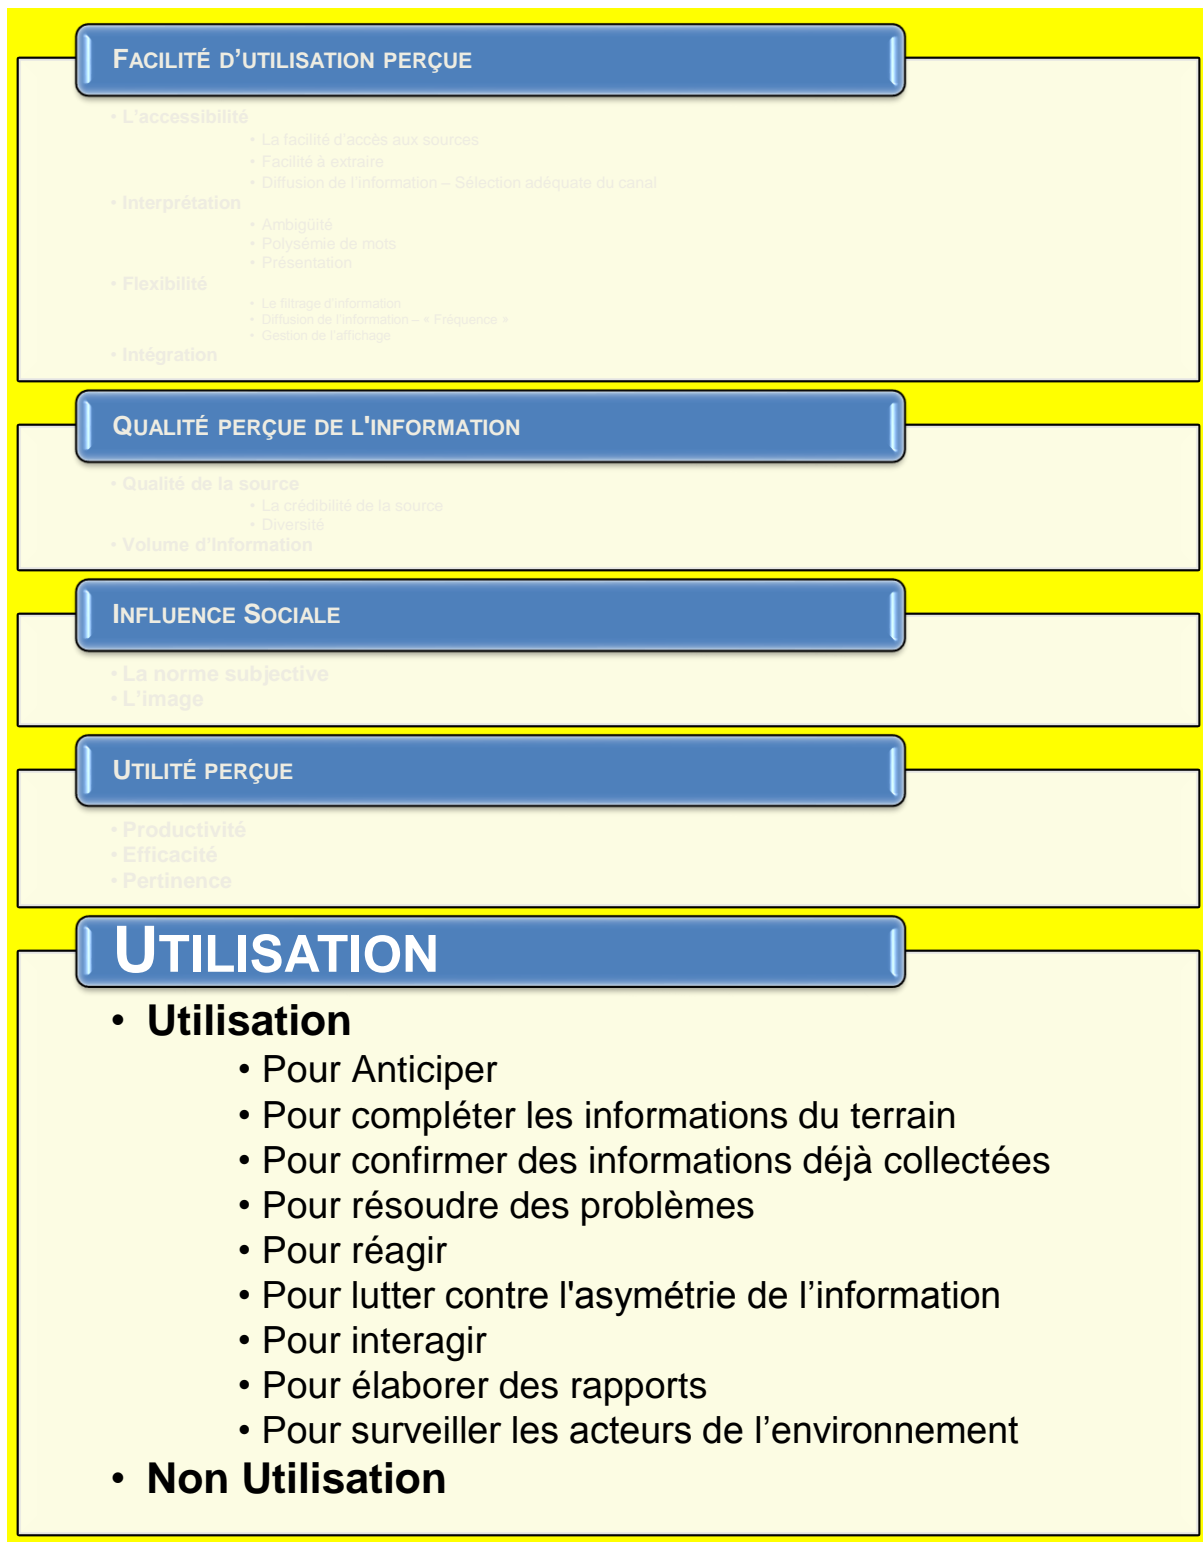 FACILITÉ D’UTILISATION PERÇUE
• L'accessibilité
• La facilité d'accès aux sources
• Facilité à extraire
• Diffusion de l'information – Sélection adéquate du canal
• Interprétation
• Ambigüité
• Polysémie de mots
• Présentation
• Flexibilité
• Le filtrage d'information
• Diffusion de l'information – « Fréquence »
• Gestion de l'affichage
• Intégration
QUALITÉ PERÇUE DE L'INFORMATION
• Qualité de la source
• La crédibilité de la source
• Diversité
• Volume d'Information
INFLUENCE SOCIALE
• La norme subjective
• L'image
UTILITÉ PERÇUE
• Productivité
• Efficacité
• Pertinence
UTILISATION
• Utilisation
• Pour Anticiper
• Pour compléter les informations du terrain
• Pour confirmer des informations déjà collectées
• Pour résoudre des problèmes
• Pour réagir
• Pour lutter contre l'asymétrie de l’information
• Pour interagir
• Pour élaborer des rapports
• Pour surveiller les acteurs de l’environnement
• Non Utilisation